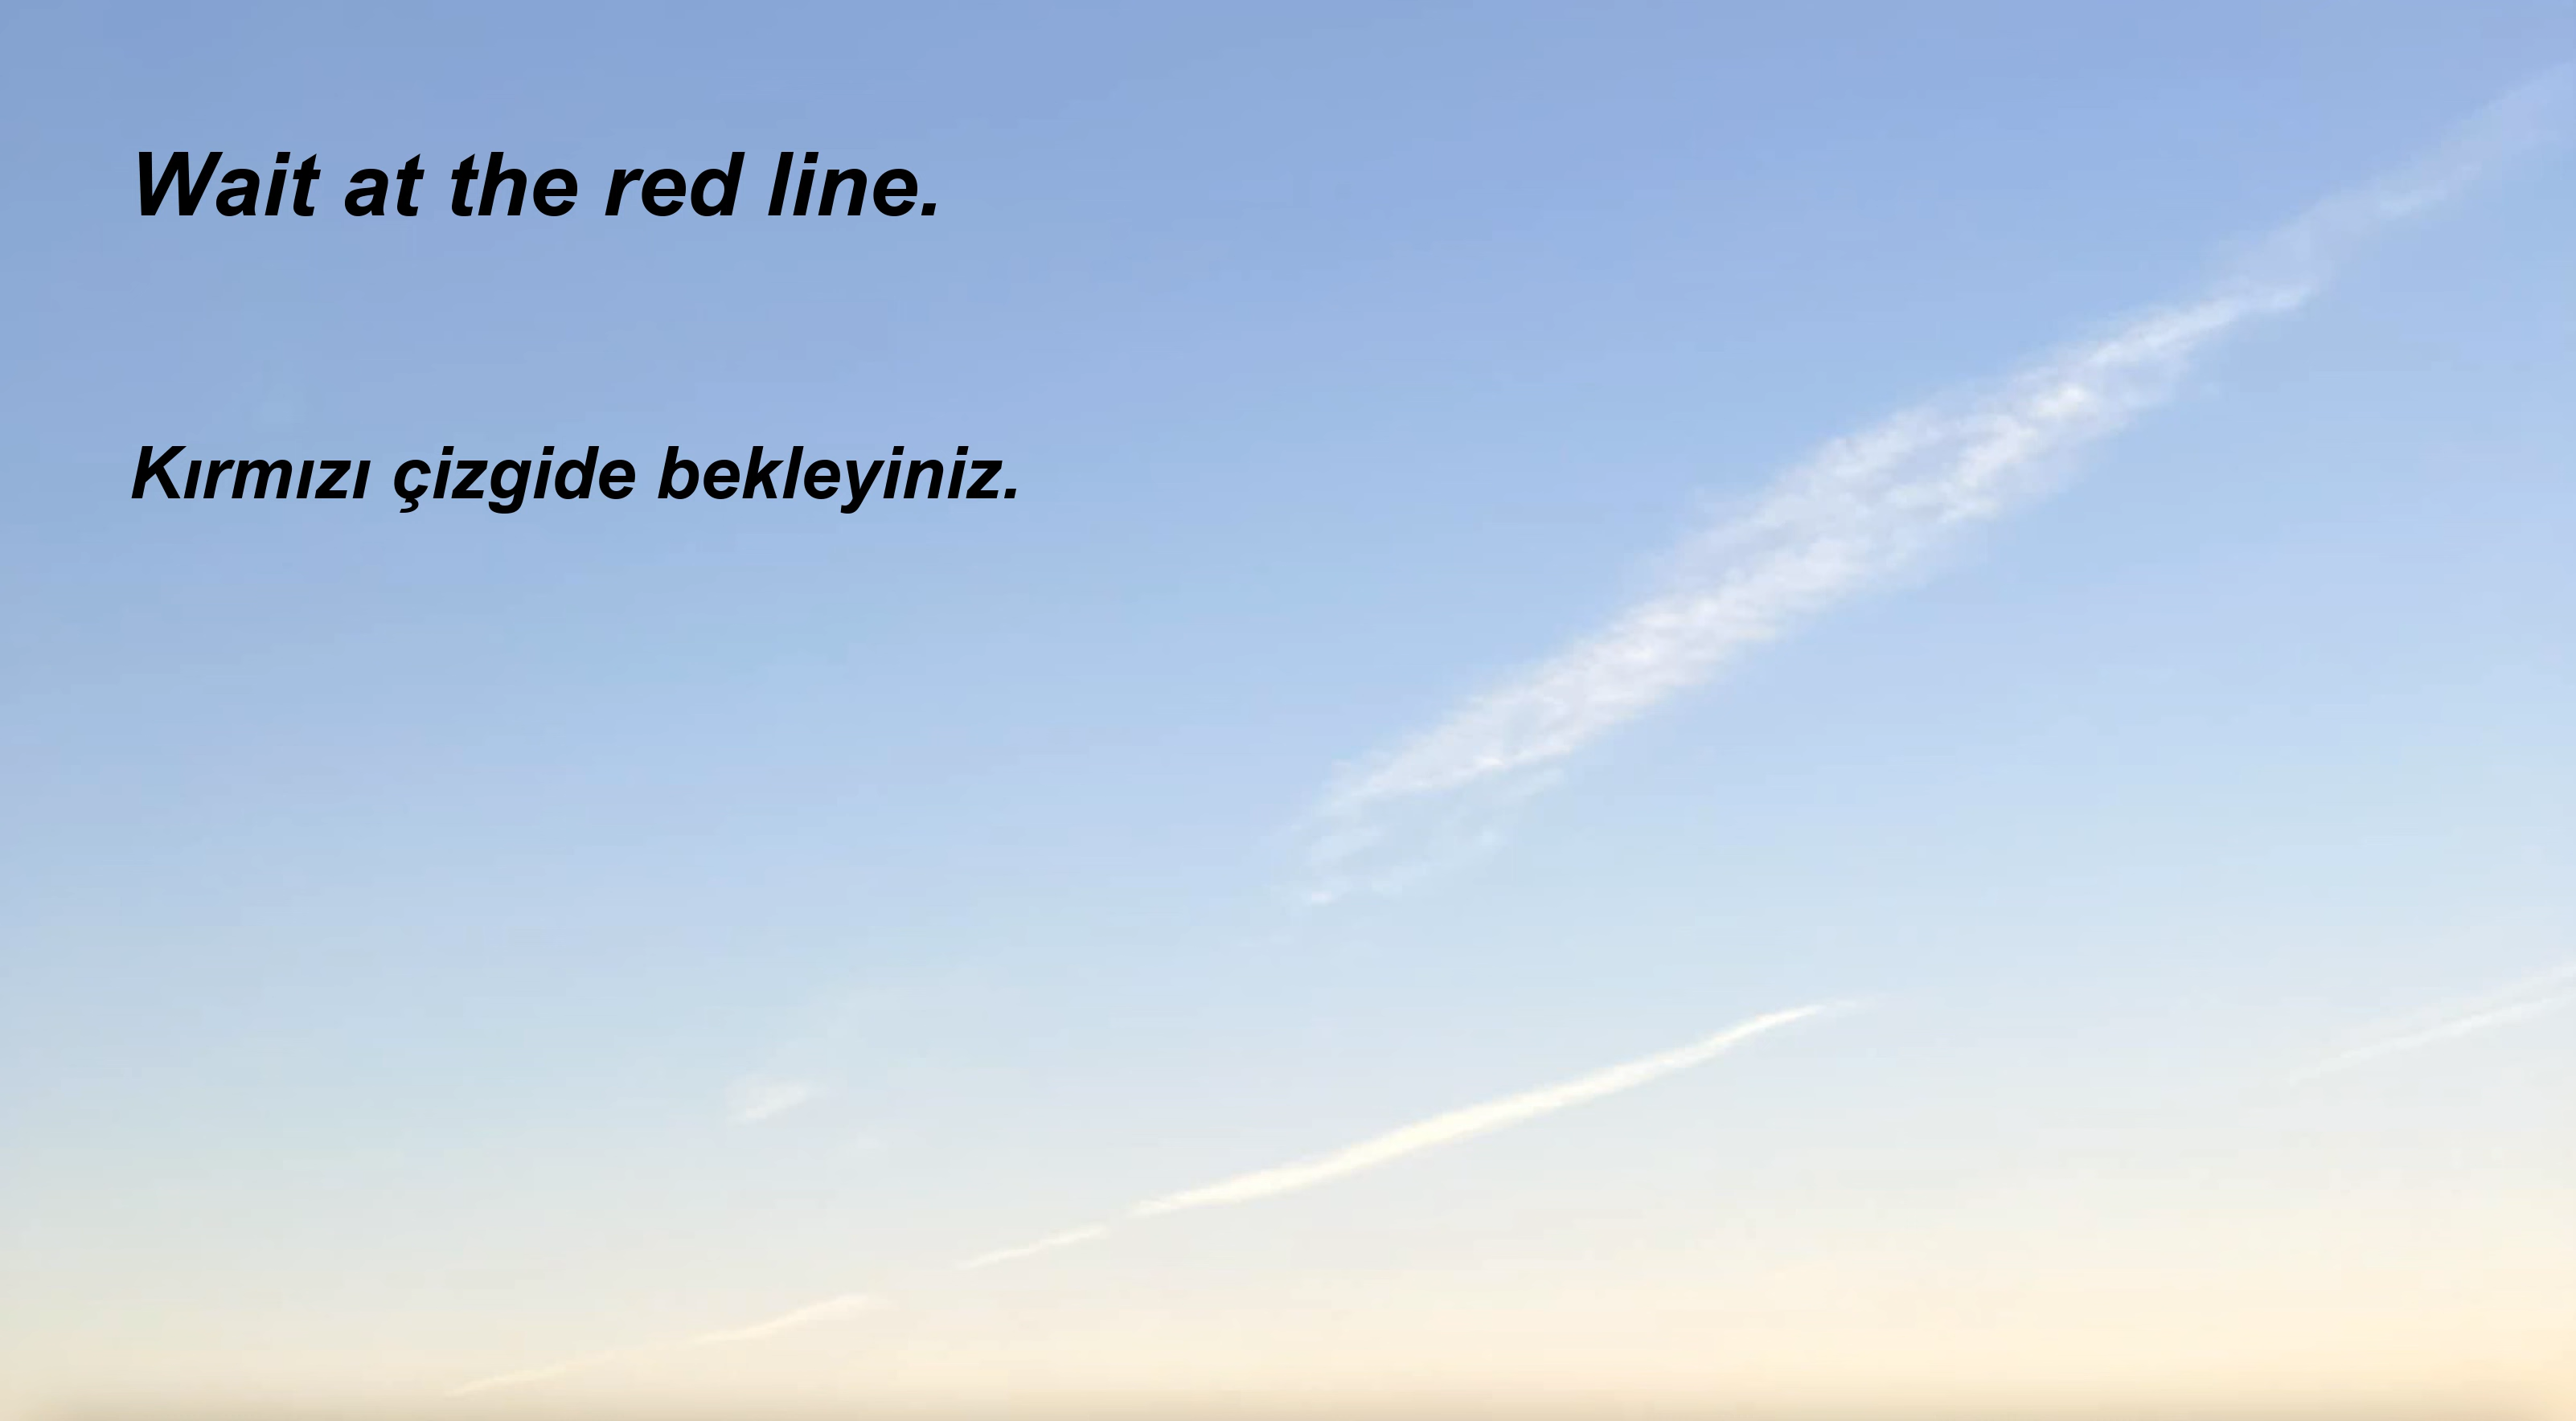 Wait at the red line.
Kırmızı çizgide bekleyiniz.